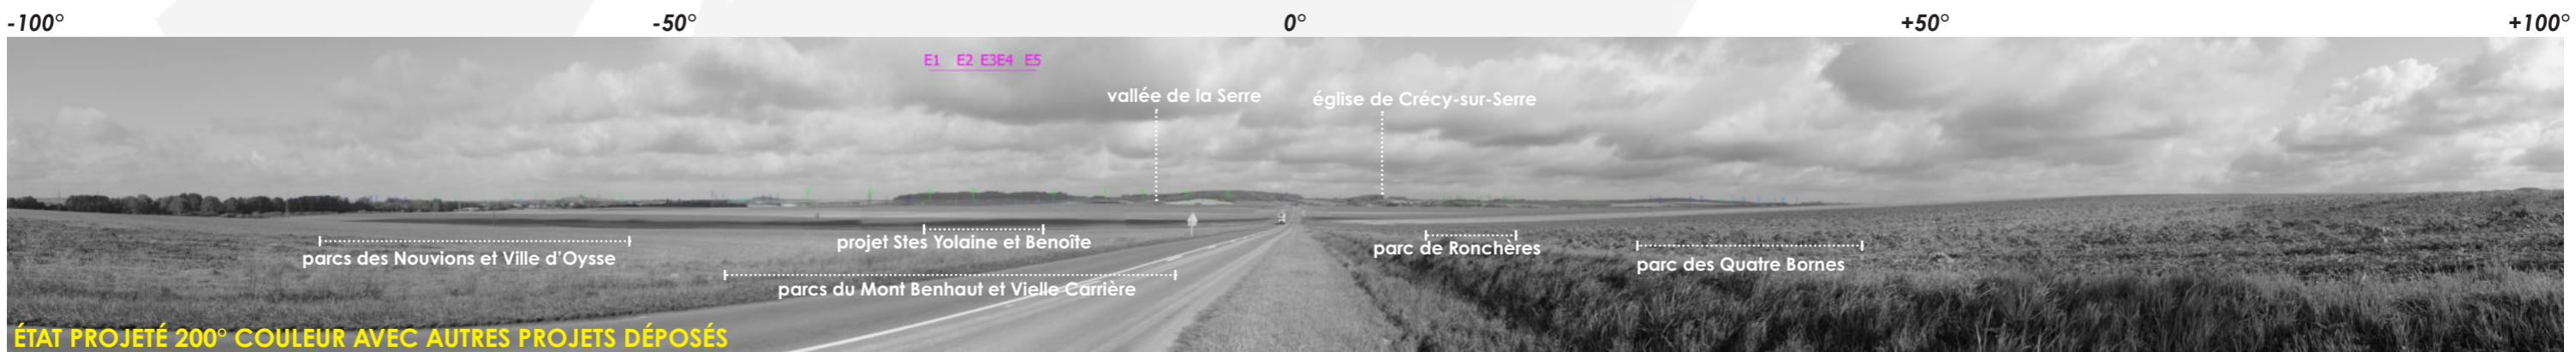 -100° -50° 0° +50° +100°
E1 E2 E3E4 E5
vallée de la Serre
église de Crécy-sur-Serre
projet Stes Yolaine et Benoîte
parc de Ronchères
parcs des Nouvions et Ville d'Oysse
parc des Quatre Bornes
parcs du Mont Benhaut et Vielle Carrière
ÉTAT PROJETÉ 200° COULEUR AVEC AUTRES PROJETS DÉPOSÉS